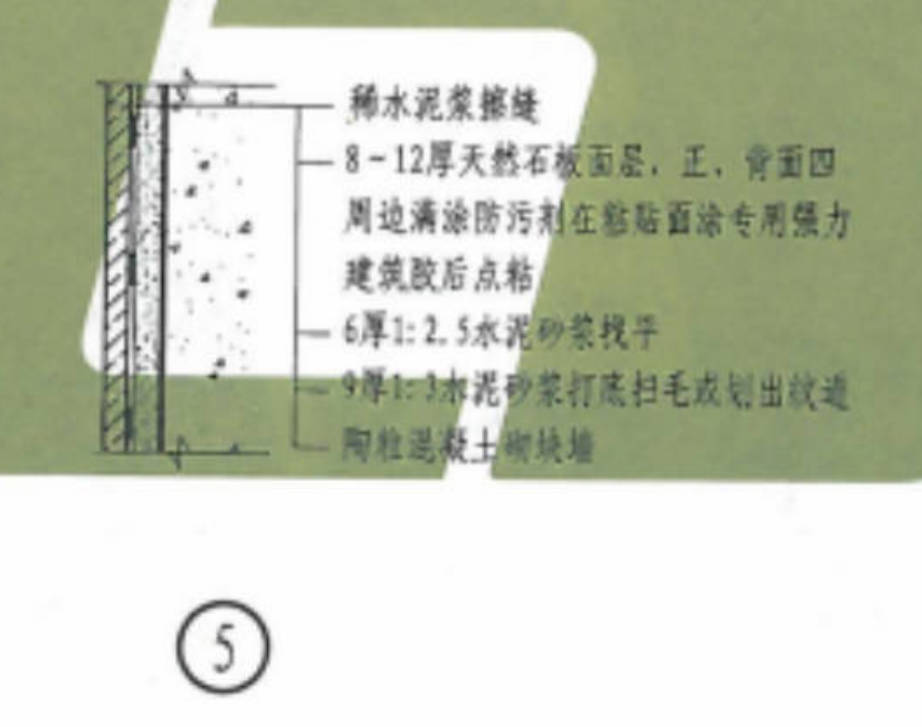 稀水泥浆擦缝
8-12厚天然石板面层，正、背面四
周边满涂防污剂在粘贴面涂专用强力
建筑胶后点粘
6厚1:2.5水泥砂浆找平
9厚1:3水泥砂浆打底扫毛或划出纹道
陶粒混凝土砌块墙
5